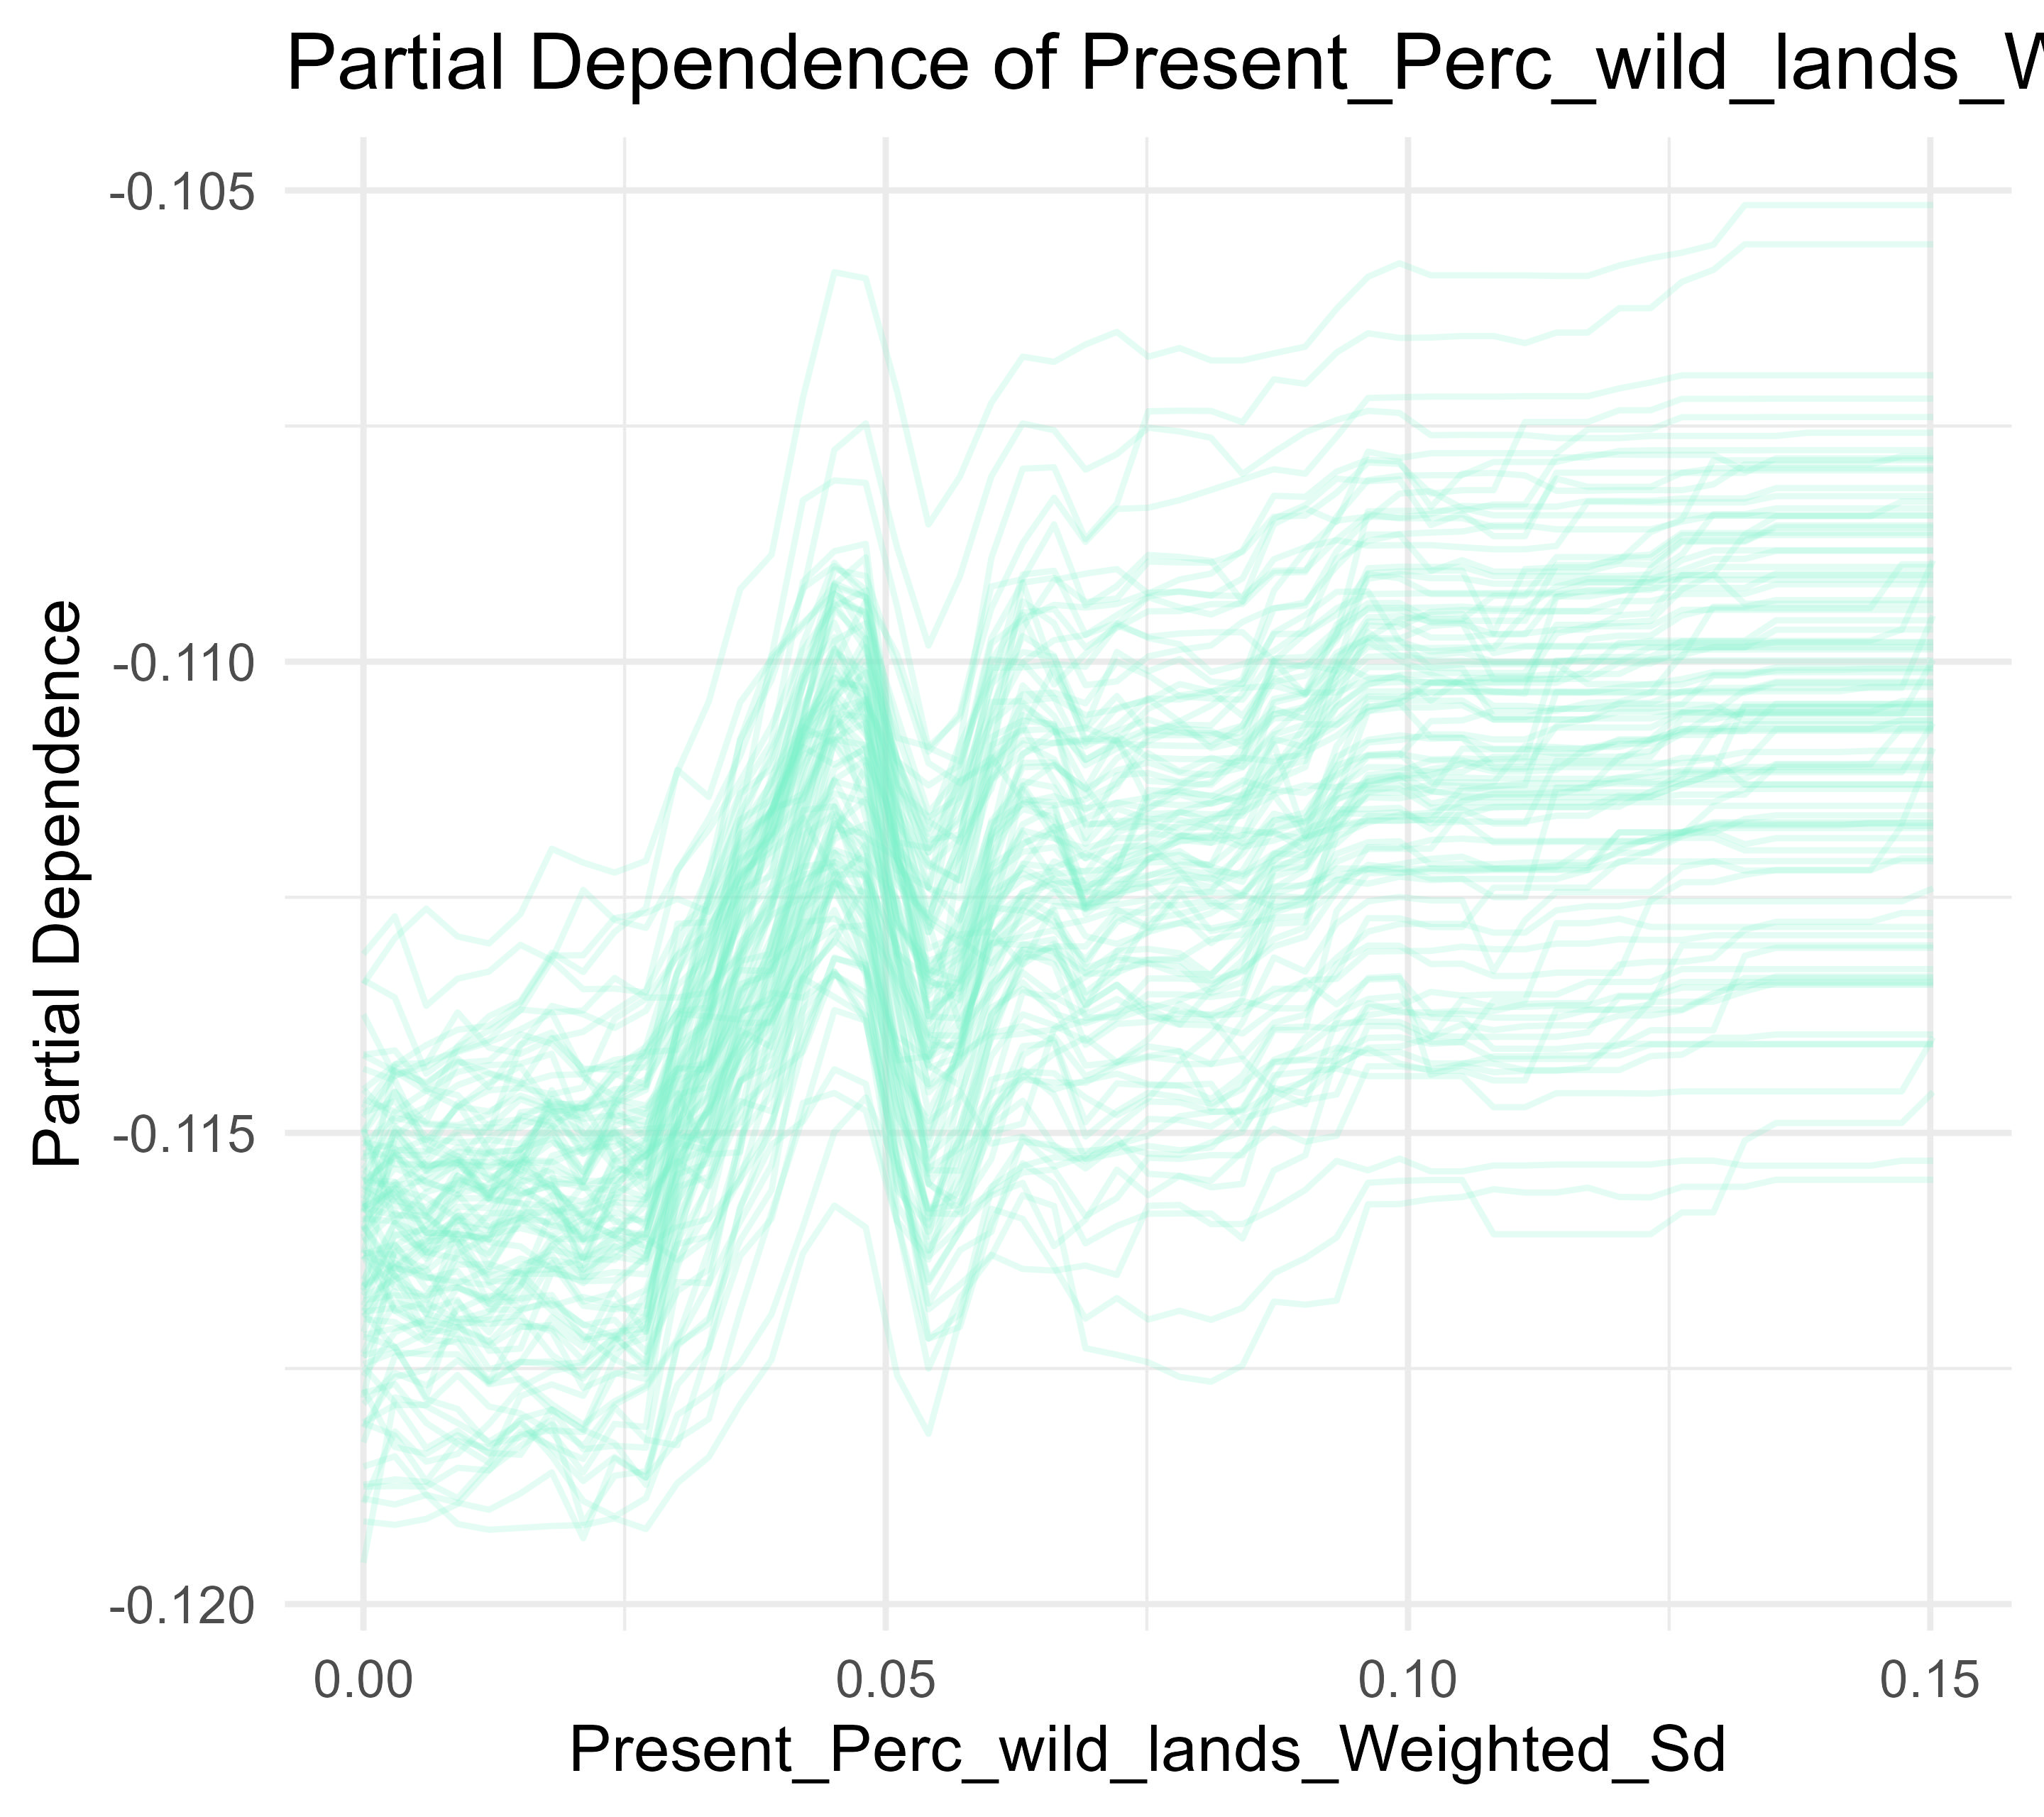 Partial Dependence of Present_Perc_wild_lands_W
Partial Dependence
-0.105
-0.110
-0.115
-0.120
0.00 0.05 0.10 0.15
Present_Perc_wild_lands_Weighted_Sd